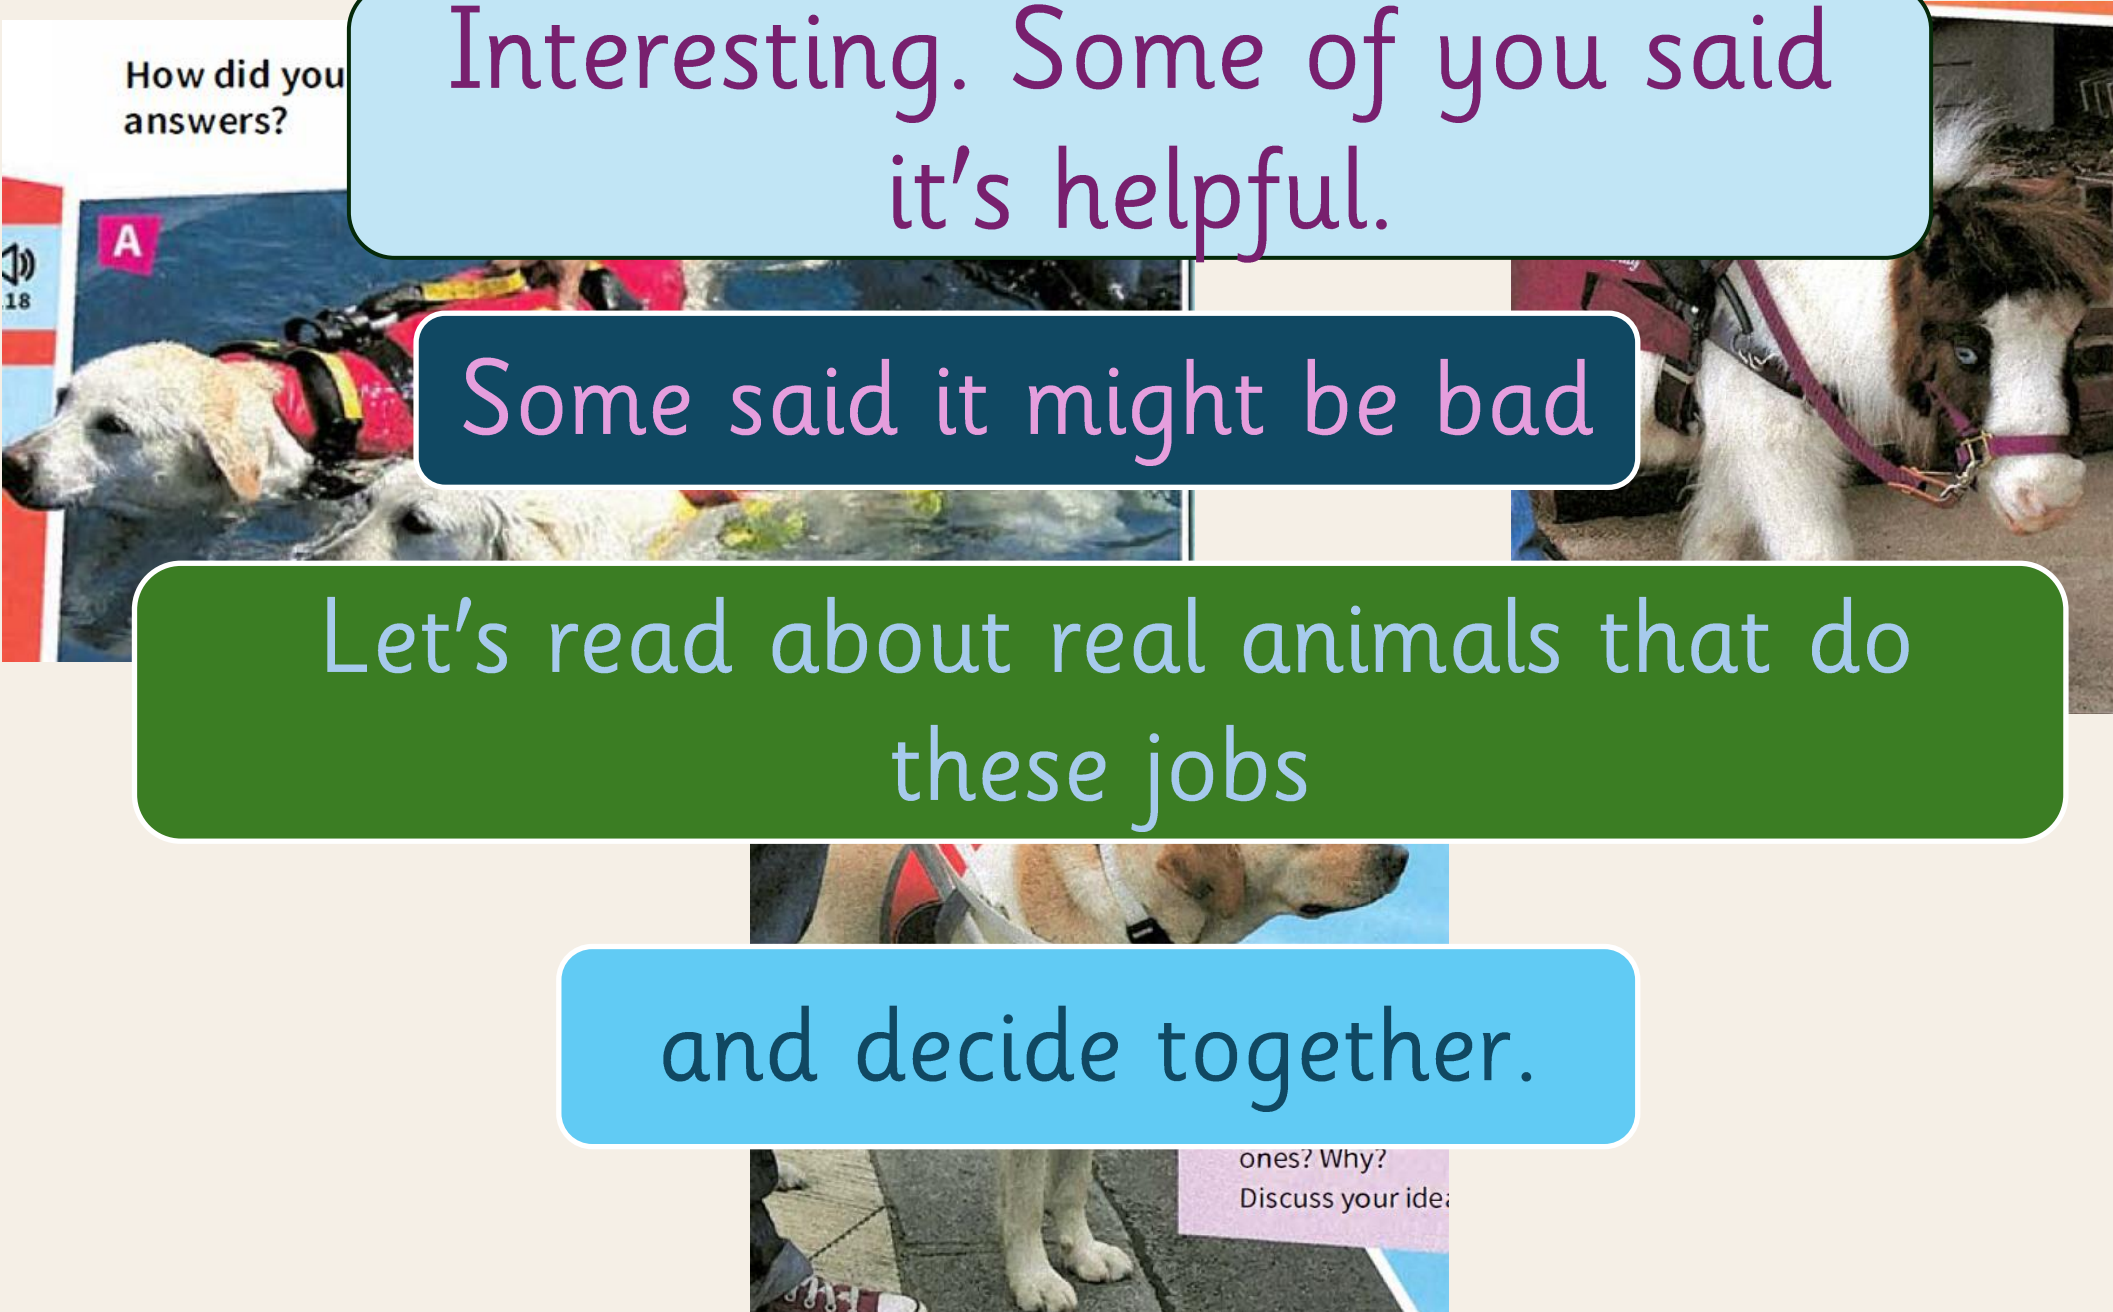 Interesting. Some of you said
it's helpful.
How did you
answers?
A
18
Some said it might be bad
Let's read about real animals that do
these jobs
and decide together.
ones? Why?
Discuss your